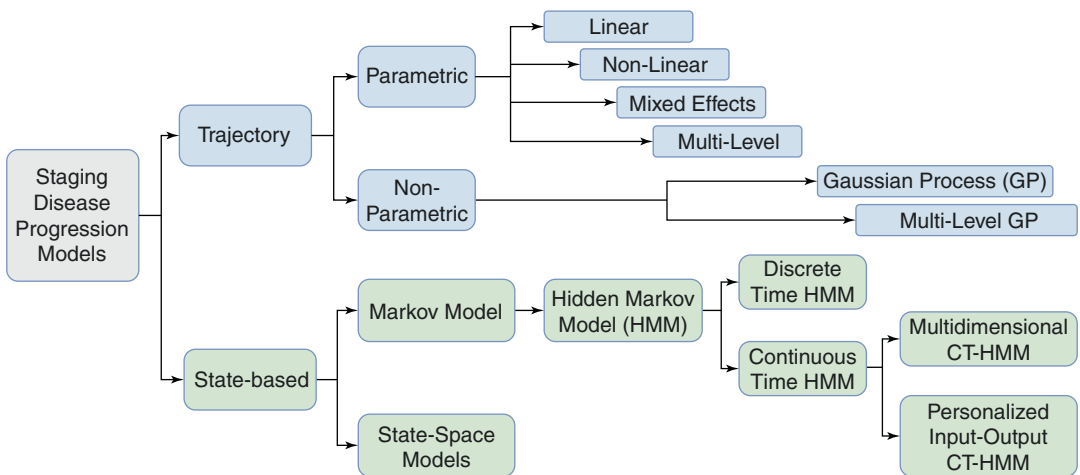 Staging
Disease
Progression
Models
Trajectory
Parametric
Linear
Non-Linear
Mixed Effects
Multi-Level
Non-
Parametric
Gaussian Process (GP)
Multi-Level GP
State-based
Markov Model
Hidden Markov
Model (HMM)
Discrete
Time HMM
Continuous
Time HMM
Multidimensional
CT-HMM
Personalized
Input-Output
CT-HMM
State-Space
Models